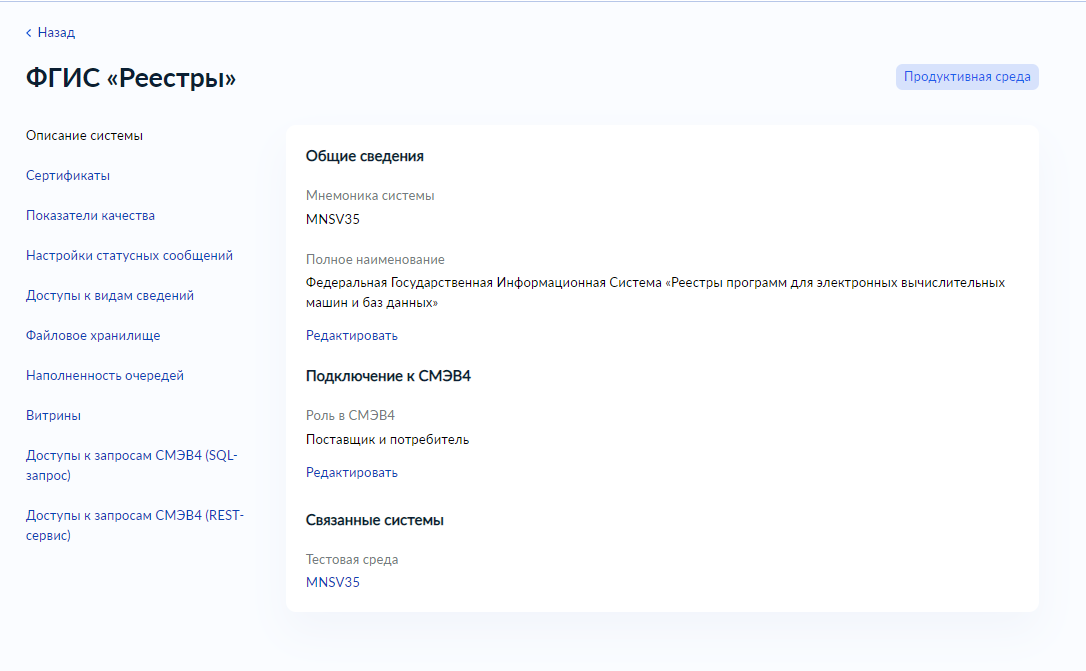 Назад
ФГИС «Реестры»
Продуктивная среда
Описание системы
Сертификаты
Показатели качества
Настройки статусных сообщений
Доступы к видам сведений
Файловое хранилище
Наполненность очередей
Витрины
Доступы к запросам СМЭВ4 (SQL-
запрос)
Доступы к запросам СМЭВ4 (REST-
сервис)
Общие сведения
Мнемоника системы
MNSV35
Полное наименование
Федеральная Государственная Информационная Система «Реестры программ для электронных вычислительных
машин и баз данных»
Редактировать
Подключение к СМЭВ4
Роль в СМЭВ4
Поставщик и потребитель
Редактировать
Связанные системы
Тестовая среда
MNSV35